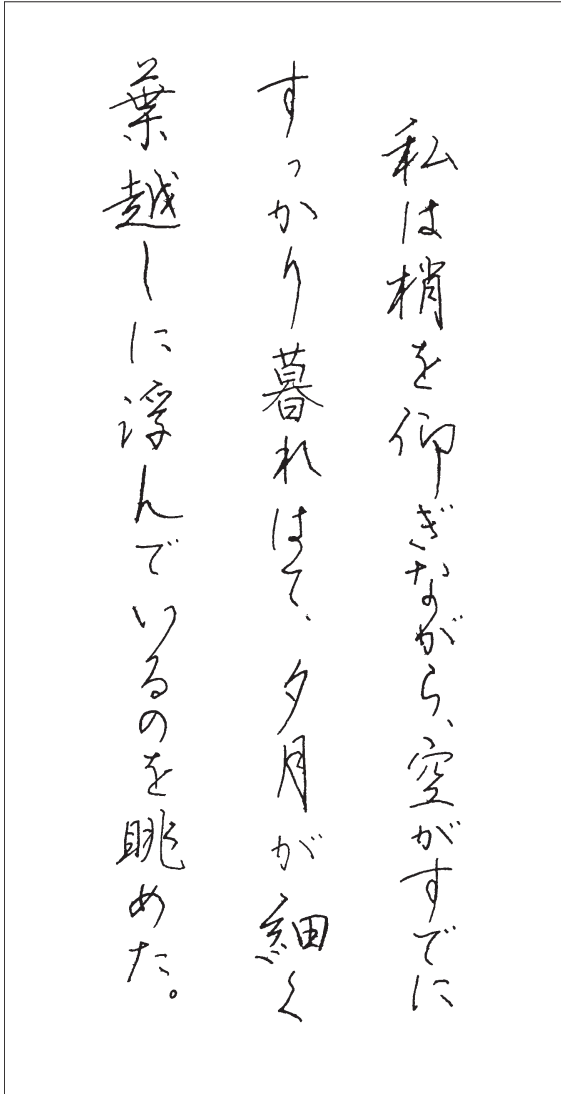 私は梢を仰ぎながら、空がすでに
すっかり暮れはて、夕月が細く
葉越しに浮んでいるのを眺めた。